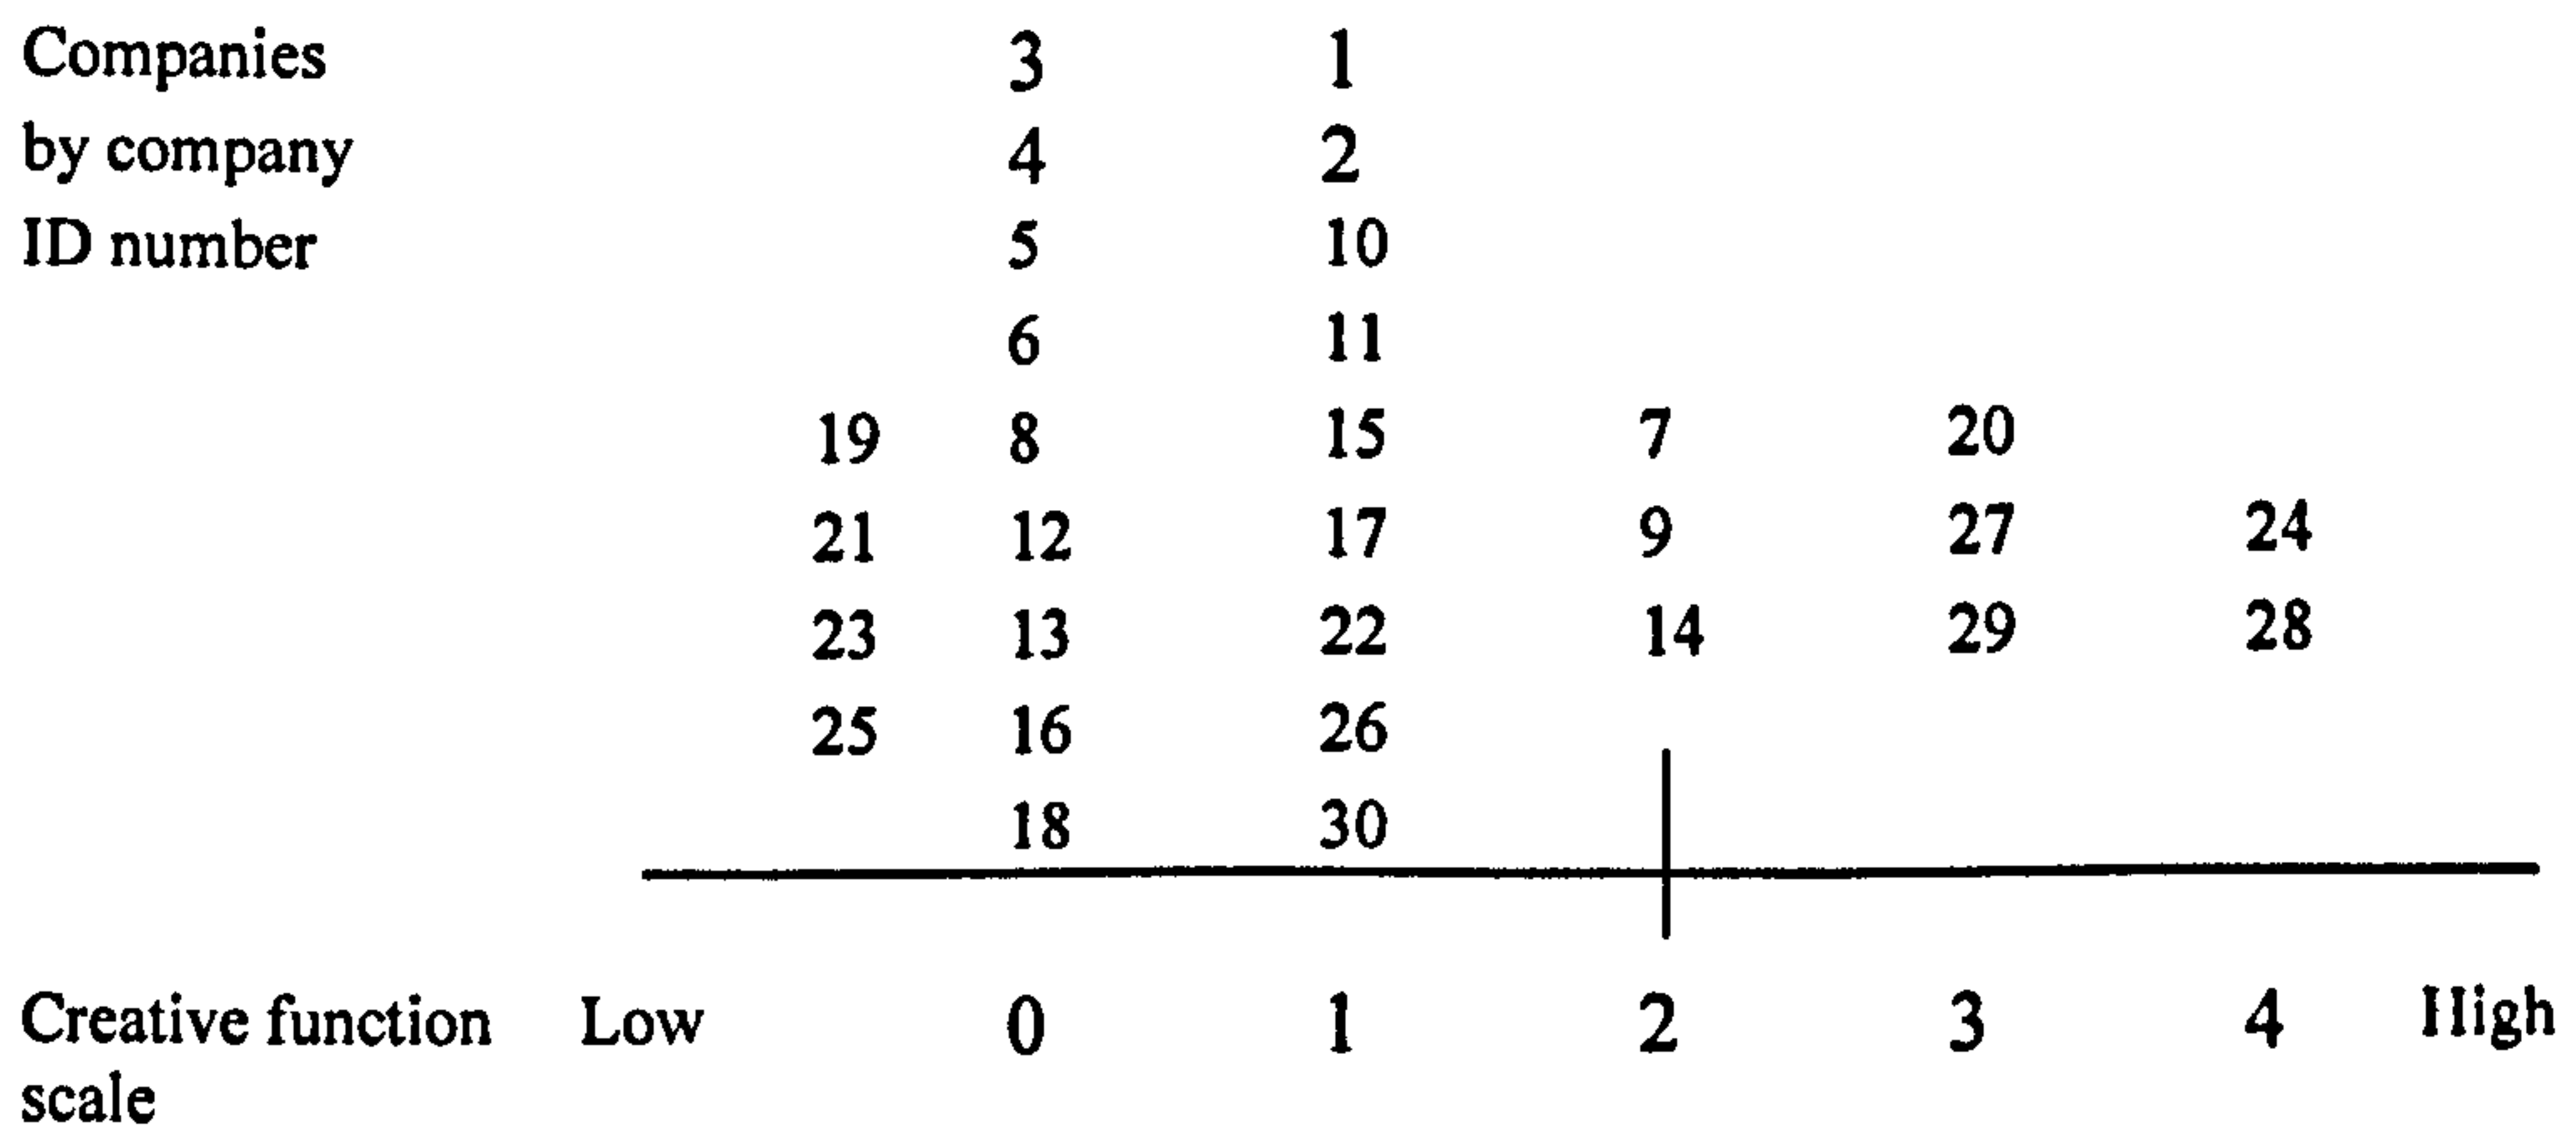 Companies 3 1
by company 4 2
ID number 5 10
6 11
19 8 15 7 20
21 12 17 9 27 24
23 13 22 14 29 28
25 16 26
18 30
Creative function Low 0 1 2 3 4 High
scale